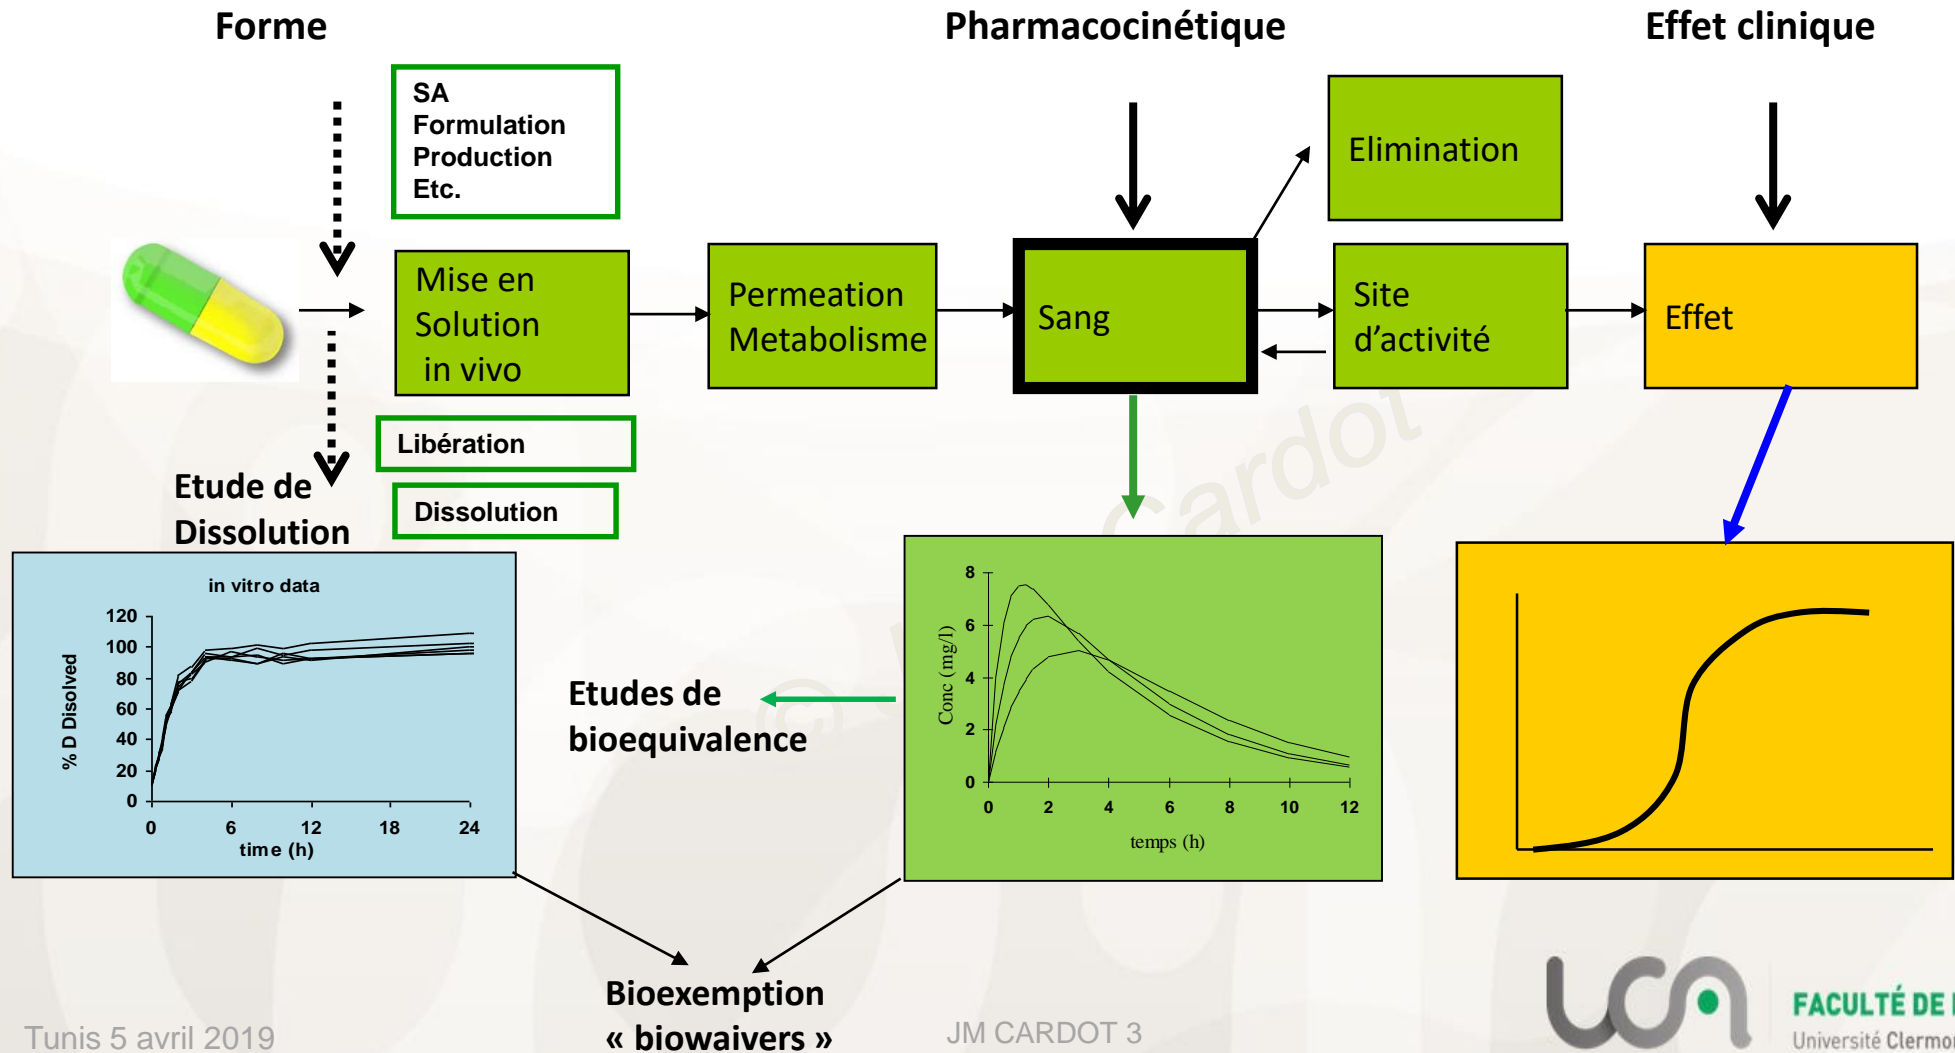 Forme
Pharmacocinétique
Effet clinique
SA
Formulation
Production
Etc.
Elimination
Mise en
Solution
in vivo
Permeation
Metabolisme
Sang
Site
d'activité
Effet
Libération
Dissolution
Etude de
Dissolution
in vitro data
% D Disolved
120
100
80
60
40
20
0
0 6 12 18 24
time (h)
Etudes de
bioequivalence
Conc (mg/l)
8
6
4
2
0
0 2 4 6 8 10 12
temps (h)
Cardot
©
Bioexemption
« biowaivers »
Tunis 5 avril 2019
JM CARDOT 3
uca
FACULTÉ DE
Université